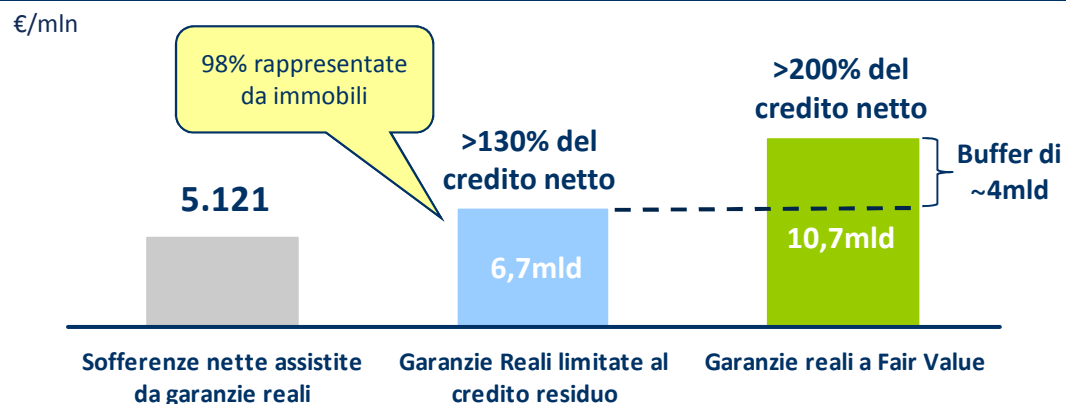 €/mln
98% rappresentate
da immobili
>200% del
credito netto
>130% del
credito netto
Buffer di
~4mld
5.121
6,7mld
10,7mld
Sofferenze nette assistite
da garanzie reali
Garanzie Reali limitate al
credito residuo
Garanzie reali a Fair Value